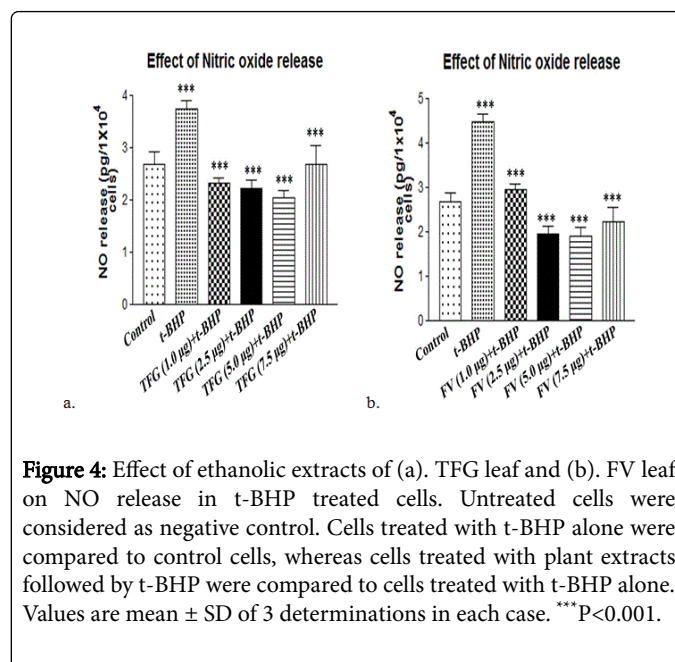 Effect of Nitric oxide release
NO release (pg/1X10⁴
cells)
4
3
2
1
0
***
***
***
***
***
Control
t-BHP
TFG (1.0 µg)+t-BHP
TFG (2.5 µg)+t-BHP
TFG (5.0 µg)+t-BHP
TFG (7.5 µg)+t-BHP
a.
Effect of Nitric oxide release
NO release (pg/1X10⁴
cells)
5
4
3
2
1
0
***
***
***
***
***
Control
t-BHP
FV (1.0 µg)+t-BHP
FV (2.5 µg)+t-BHP
FV (5.0 µg)+t-BHP
FV (7.5 µg)+t-BHP
b.
Figure 4: Effect of ethanolic extracts of (a). TFG leaf and (b). FV leaf
on NO release in t-BHP treated cells. Untreated cells were
considered as negative control. Cells treated with t-BHP alone were
compared to control cells, whereas cells treated with plant extracts
followed by t-BHP were compared to cells treated with t-BHP alone.
Values are mean ± SD of 3 determinations in each case. ***P<0.001.